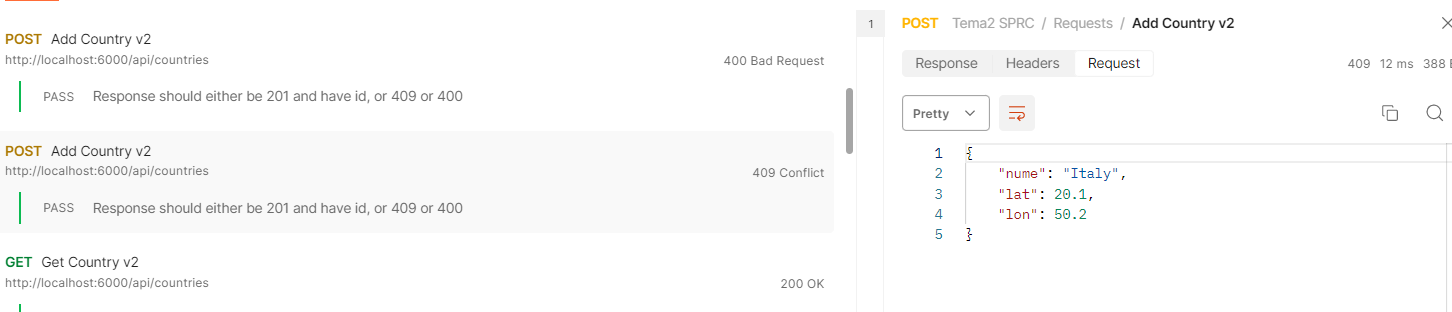 POST Add Country v2
http://localhost:6000/api/countries
400 Bad Request
PASS Response should either be 201 and have id, or 409 or 400
POST Add Country v2
http://localhost:6000/api/countries
409 Conflict
PASS Response should either be 201 and have id, or 409 or 400
GET Get Country v2
http://localhost:6000/api/countries
200 OK
1
POST Tema2 SPRC / Requests / Add Country v2
Response Headers Request
409 12 ms 388
Pretty
1 {
2 "nume": "Italy",
3 "lat": 20.1,
4 "lon": 50.2
5 }